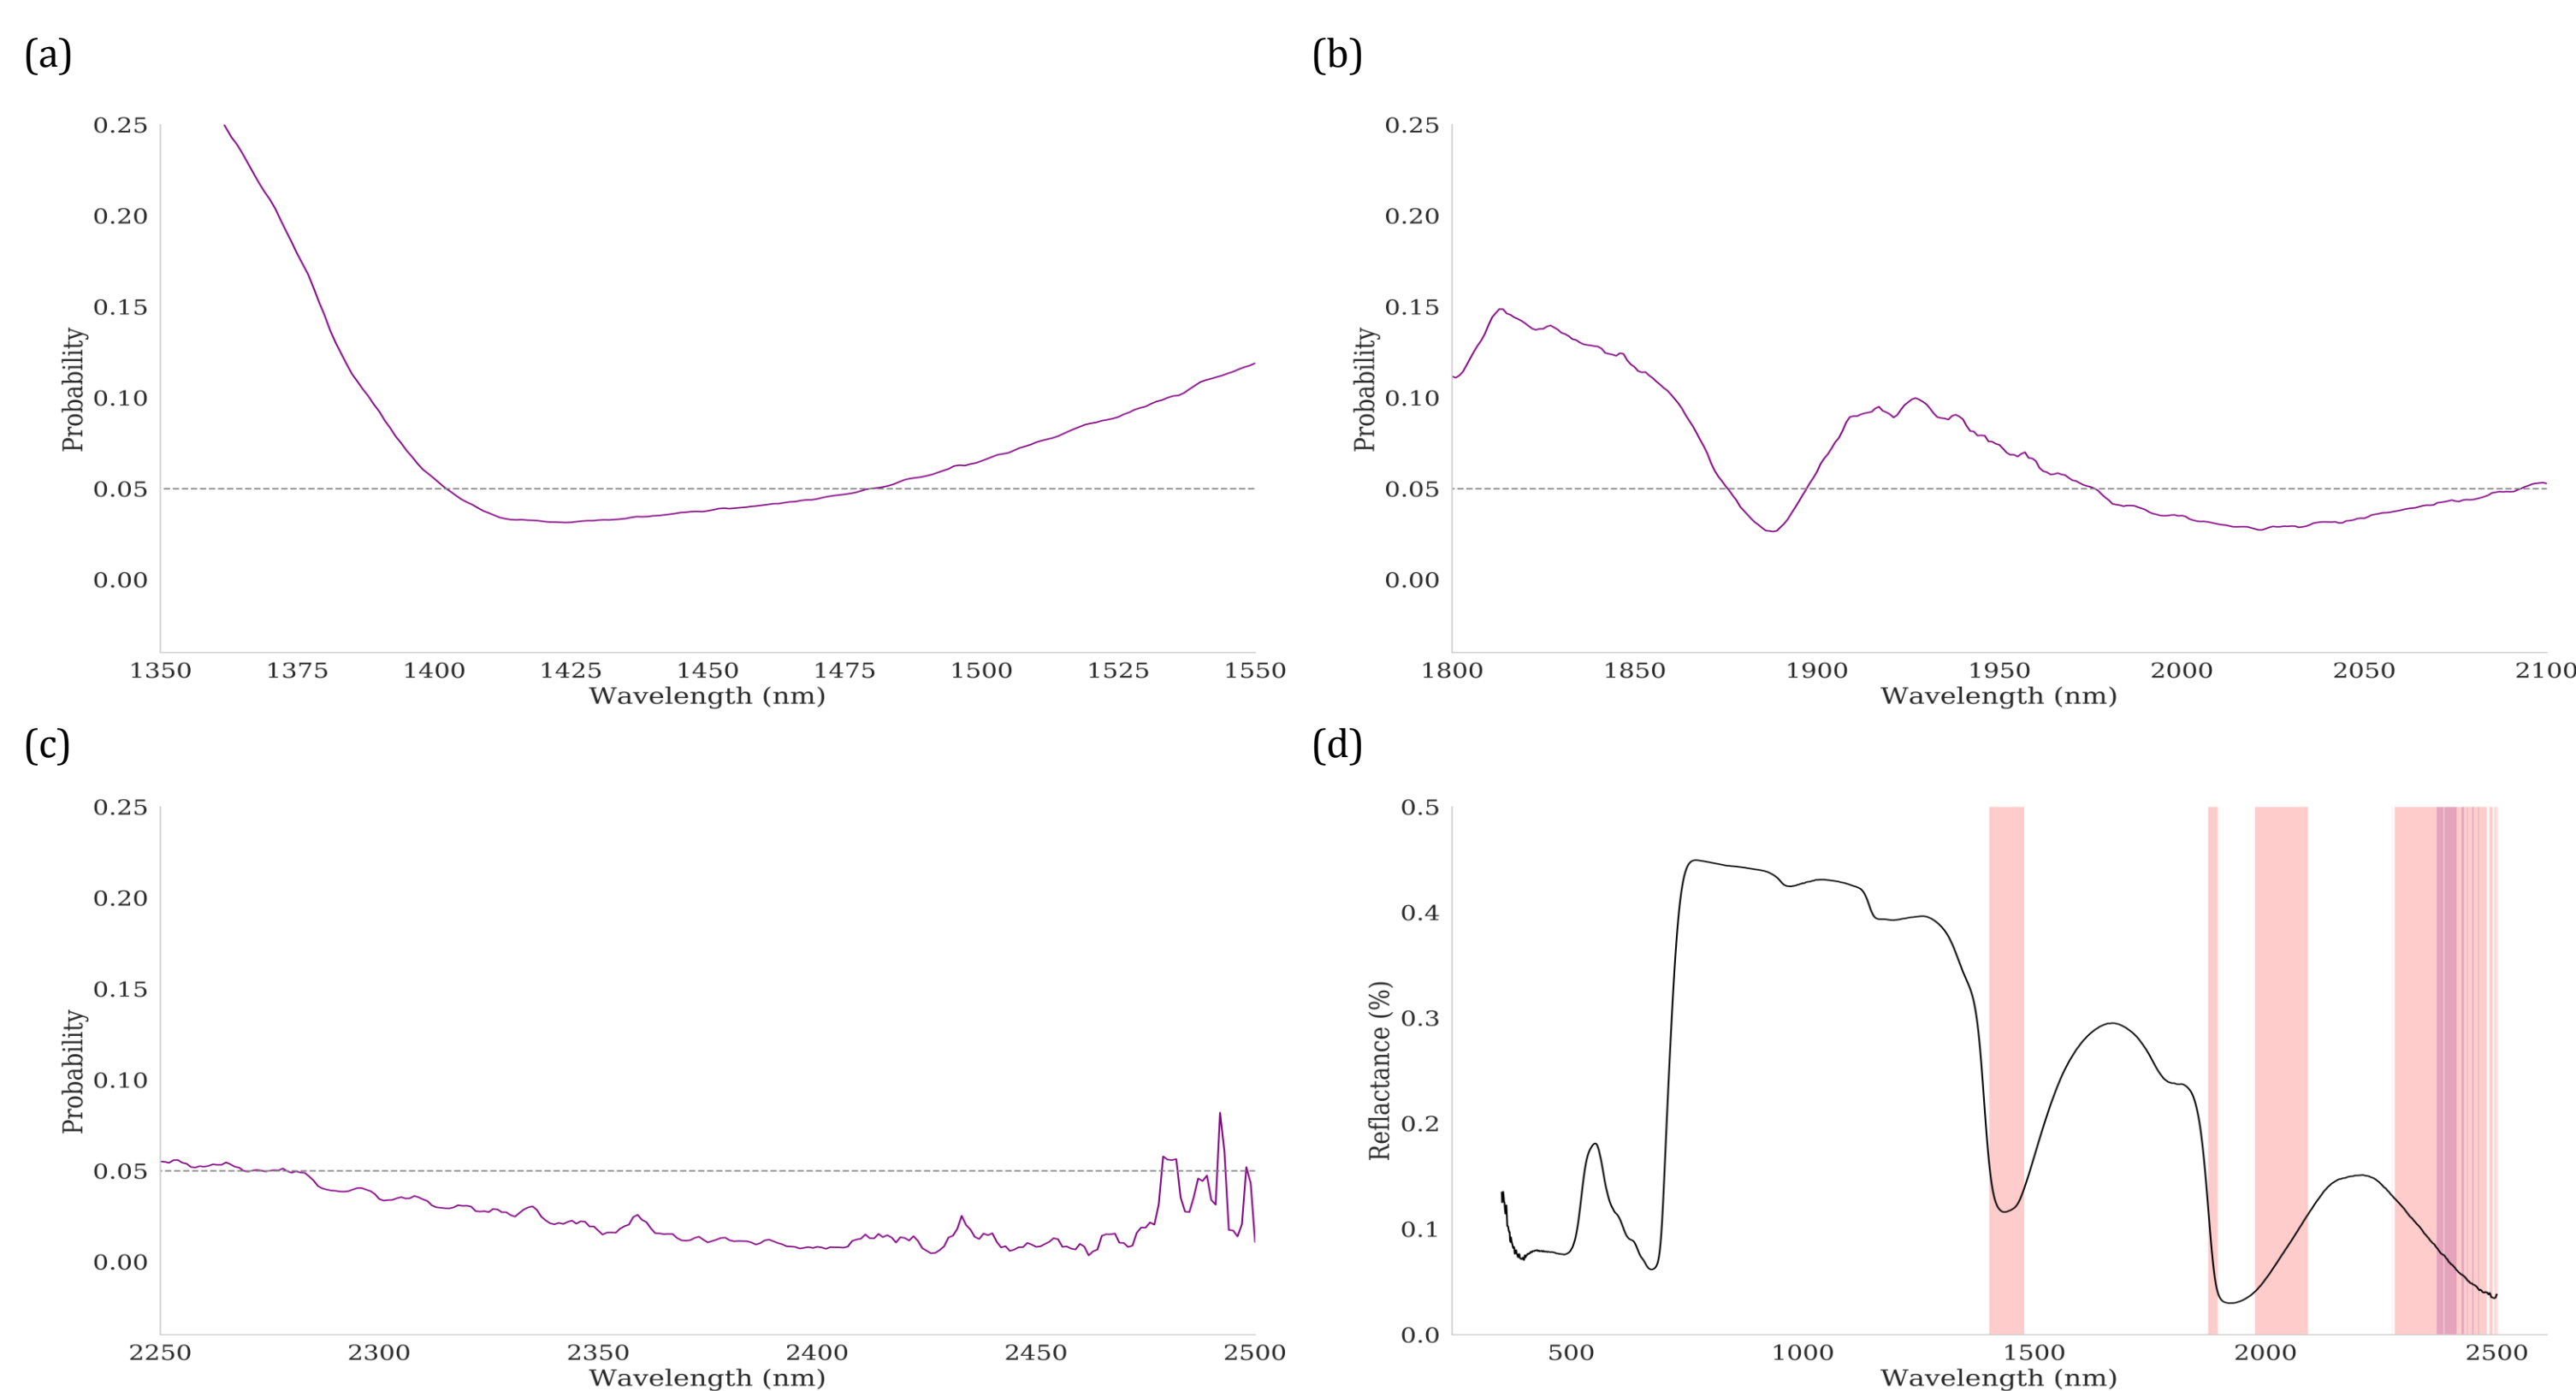 (a)
0.25
0.20
0.15
0.10
0.05
0.00
Probability
1350 1375 1400 1425 1450 1475 1500 1525 1550
Wavelength (nm)
(b)
0.25
0.20
0.15
0.10
0.05
0.00
Probability
1800 1850 1900 1950 2000 2050 2100
Wavelength (nm)
(c)
0.25
0.20
0.15
0.10
0.05
0.00
Probability
2250 2300 2350 2400 2450 2500
Wavelength (nm)
(d)
0.5
0.4
0.3
0.2
0.1
0.0
Reflactance (%)
500 1000 1500 2000 2500
Wavelength (nm)